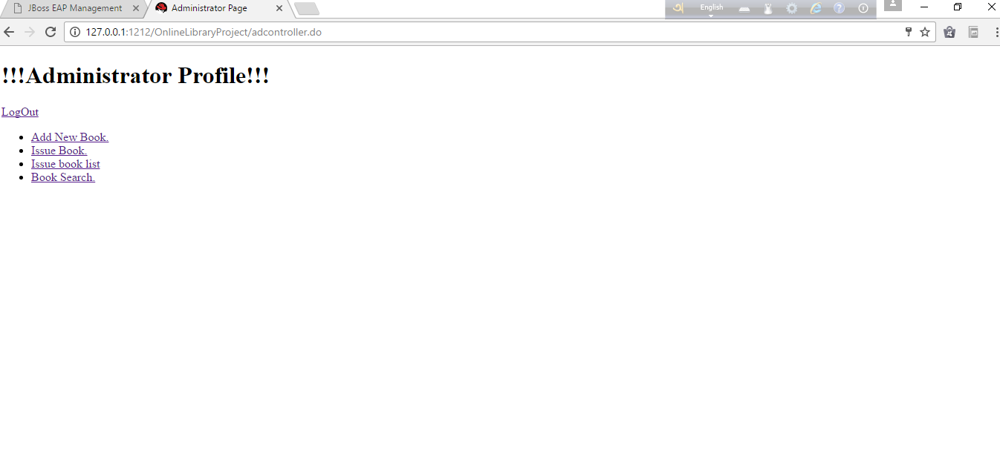 JBoss EAP Management
Administrator Page
অ
English
127.0.0.1:1212/OnlineLibraryProject/adcontroller.do
!!!Administrator Profile!!!
LogOut
Add New Book.
Issue Book.
Issue book list
Book Search.